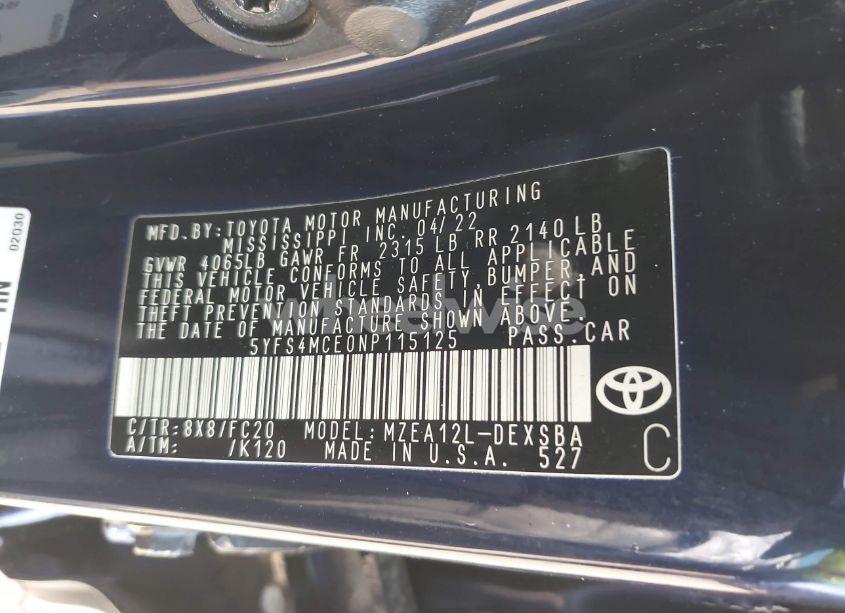 MFD.BY:TOYOTA MOTOR MANUFACTURING
MISSISSIPPI INC. 04/22
GVWR 4065LB GAWR FR 2315 LB RR 2140 LB
THIS VEHICLE CONFORMS TO ALL APPLICABLE
FEDERAL MOTOR VEHICLE SAFETY,BUMPER,AND
THEFT PREVENTION STANDARDS IN EFFECT ON
THE DATE OF MANUFACTURE SHOWN ABOVE.
5YFS4MCE0NP115125 PASS.CAR
C/TR:8X8/FC20 MODEL:MZEA12L-DEXSBA
A/TM: /K120 MADE IN U.S.A. 527
C
02030